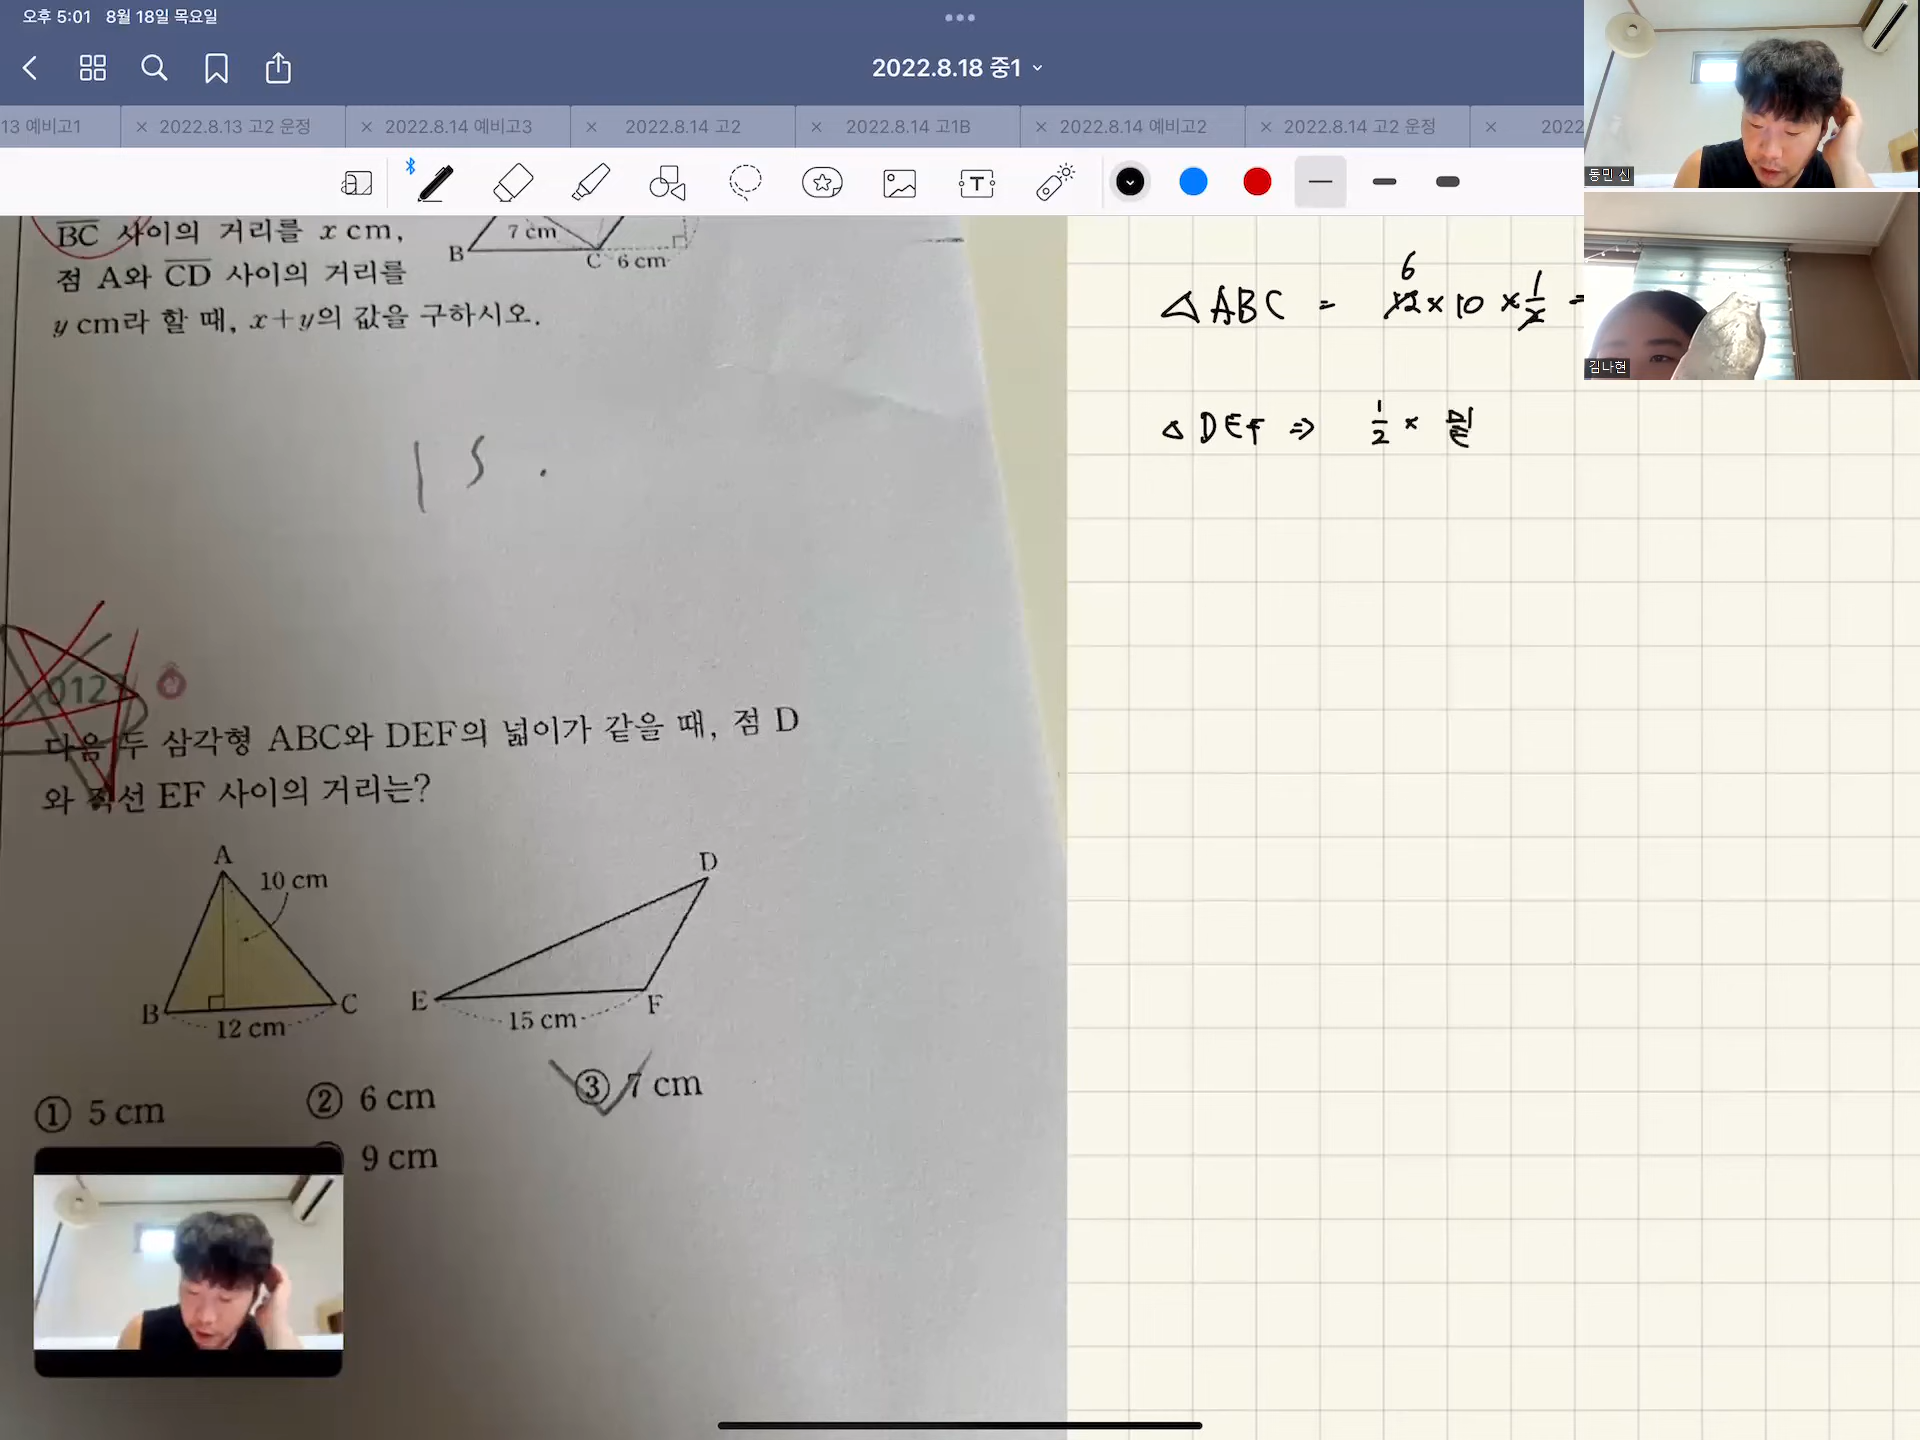 오후 5:01 8월 18일 목요일
2022.8.18 중1
13 예비고1
2022.8.13 고2 운정
2022.8.14 예비고3
2022.8.14 고2
2022.8.14 고1B
2022.8.14 예비고2
2022.8.14 고2 운정
2022
T
동민 신
김나현
BC 사이의 거리를 x cm,
점 A와 CD 사이의 거리를
y cm라 할 때, x+y의 값을 구하시오.
7 cm
B
C 6 cm
15.
012
다음 두 삼각형 ABC와 DEF의 넓이가 같을 때, 점 D
와 직선 EF 사이의 거리는?
A
10 cm
B
C
12 cm
D
E
F
15 cm
① 5 cm
② 6 cm
③ 7 cm
9 cm
6
△ABC = 12×10×1/2 =
△DEF ⇒ 1/2 × 밑